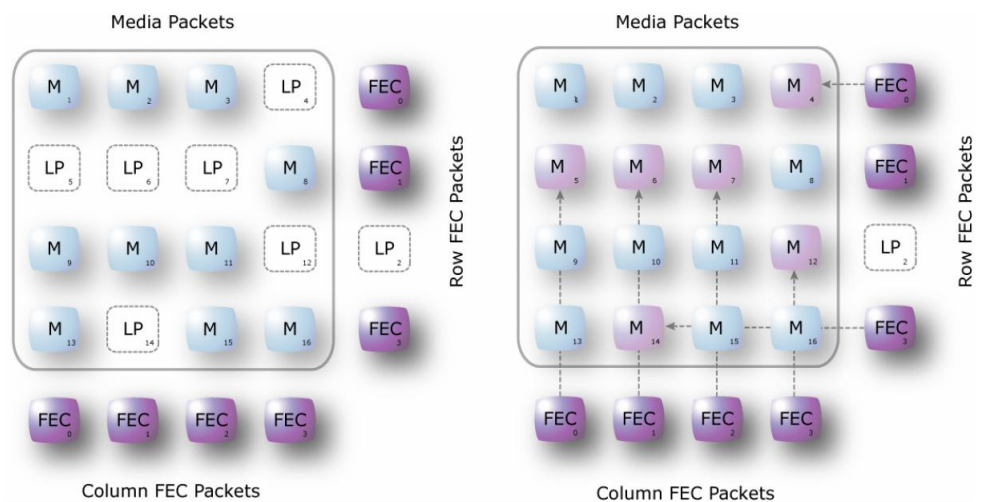 Media Packets
M 1 M 2 M 3 LP 4 FEC 0
LP 5 LP 6 LP 7 M 8 FEC 1
M 9 M 10 M 11 LP 12 LP 2
M 13 LP 14 M 15 M 16 FEC 3
FEC 0 FEC 1 FEC 2 FEC 3
Column FEC Packets
Row FEC Packets
Media Packets
M 1 M 2 M 3 M 4 FEC 0
M 5 M 6 M 7 M 8 FEC 1
M 9 M 10 M 11 M 12 LP 2
M 13 M 14 M 15 M 16 FEC 3
FEC 0 FEC 1 FEC 2 FEC 3
Column FEC Packets
Row FEC Packets